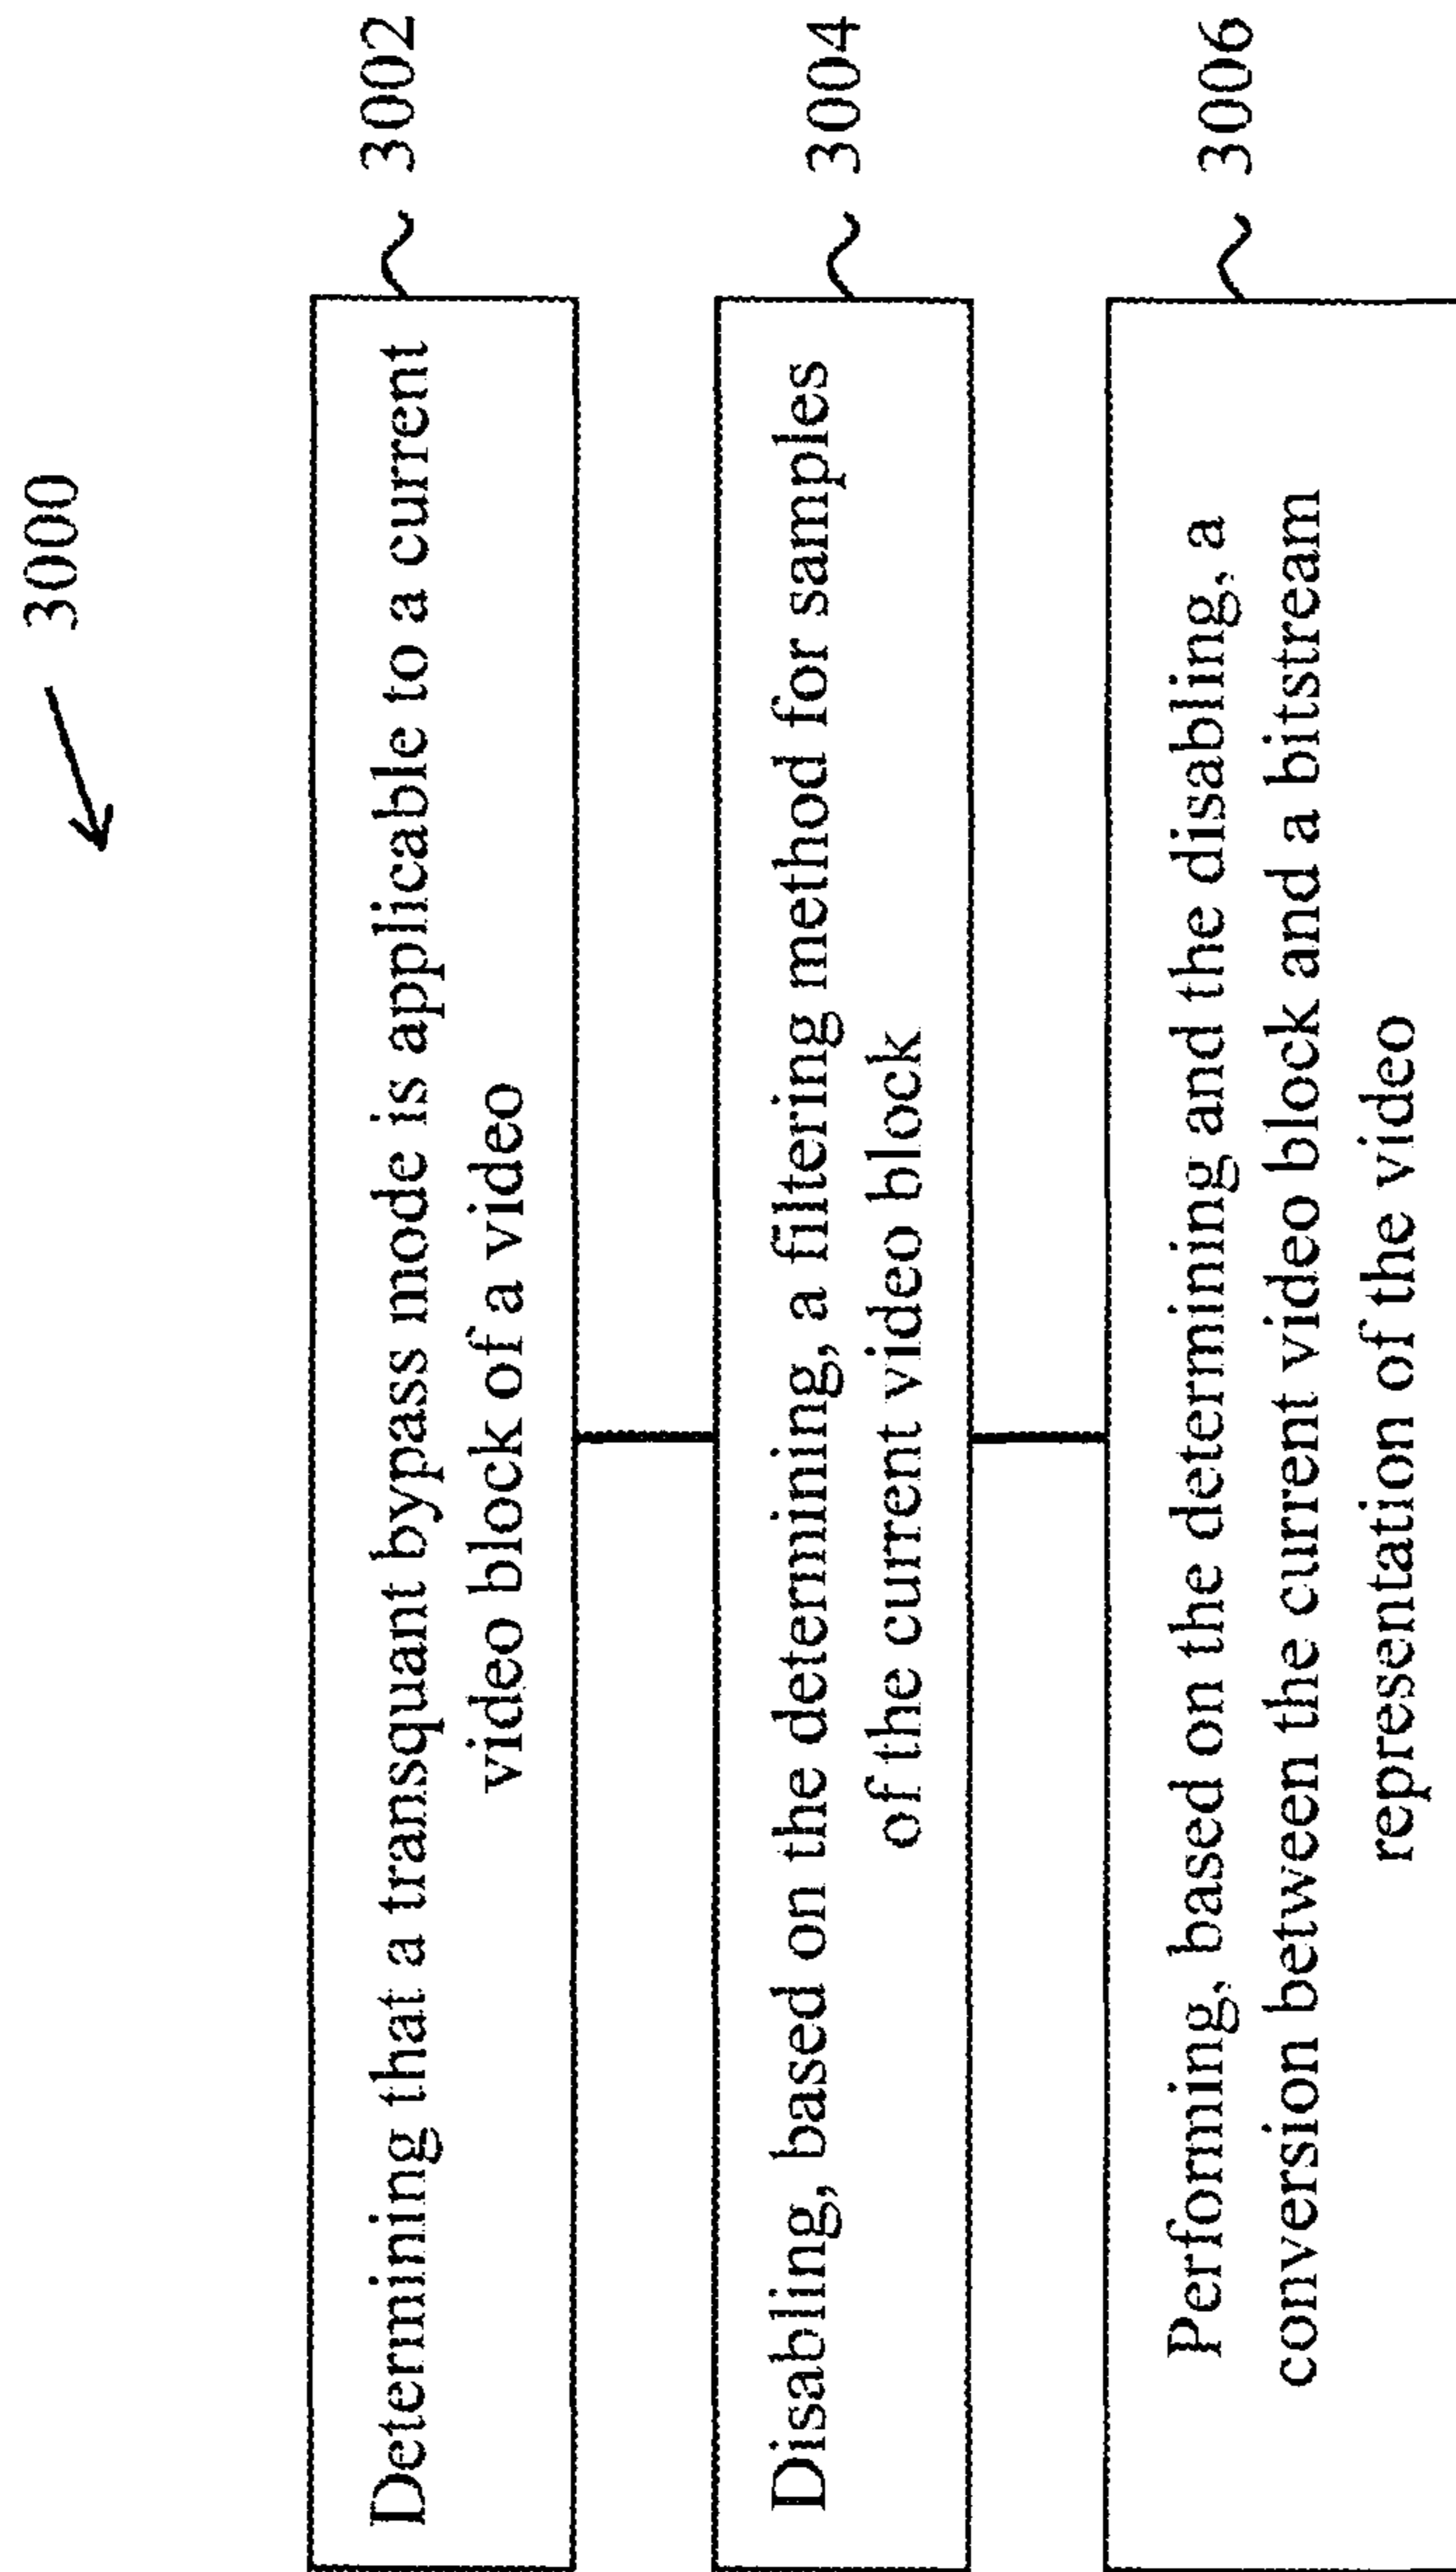 3000
Determining that a transquant bypass mode is applicable to a current
video block of a video
3002
Disabling, based on the determining, a filtering method for samples
of the current video block
3004
Performing, based on the determining and the disabling, a
conversion between the current video block and a bitstream
representation of the video
3006